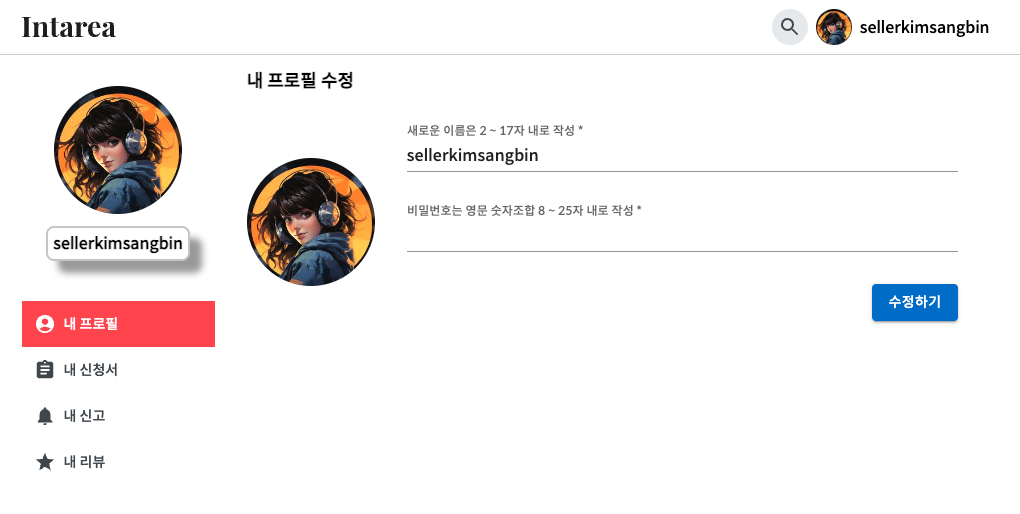 Intarea
sellerkimsangbin
sellerkimsangbin
내 프로필
내 신청서
내 신고
내 리뷰
내 프로필 수정
새로운 이름은 2 ~ 17자 내로 작성 *
sellerkimsangbin
비밀번호는 영문 숫자조합 8 ~ 25자 내로 작성 *
수정하기